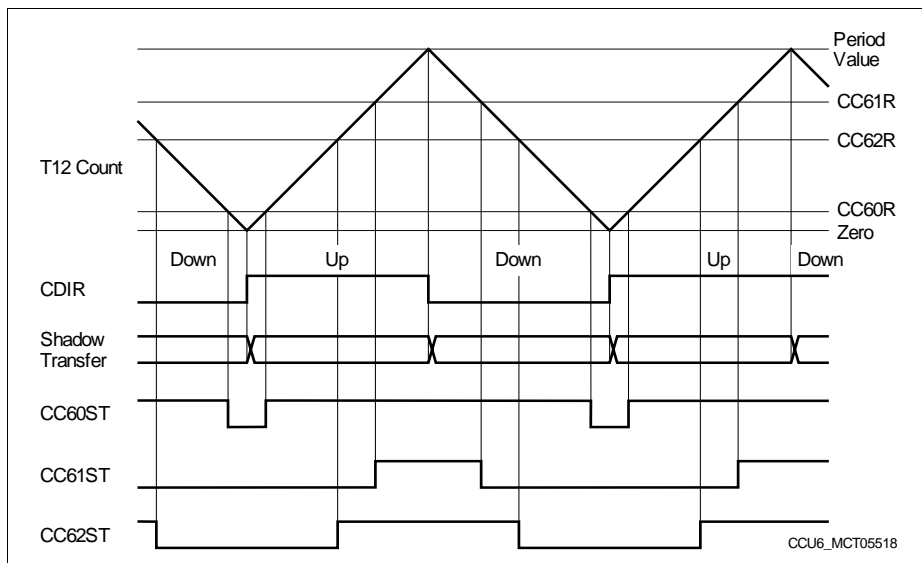 Period
Value
CC61R
CC62R
T12 Count
CC60R
Zero
Down Up Down Up Down
CDIR
Shadow
Transfer
CC60ST
CC61ST
CC62ST
CCU6_MCT05518